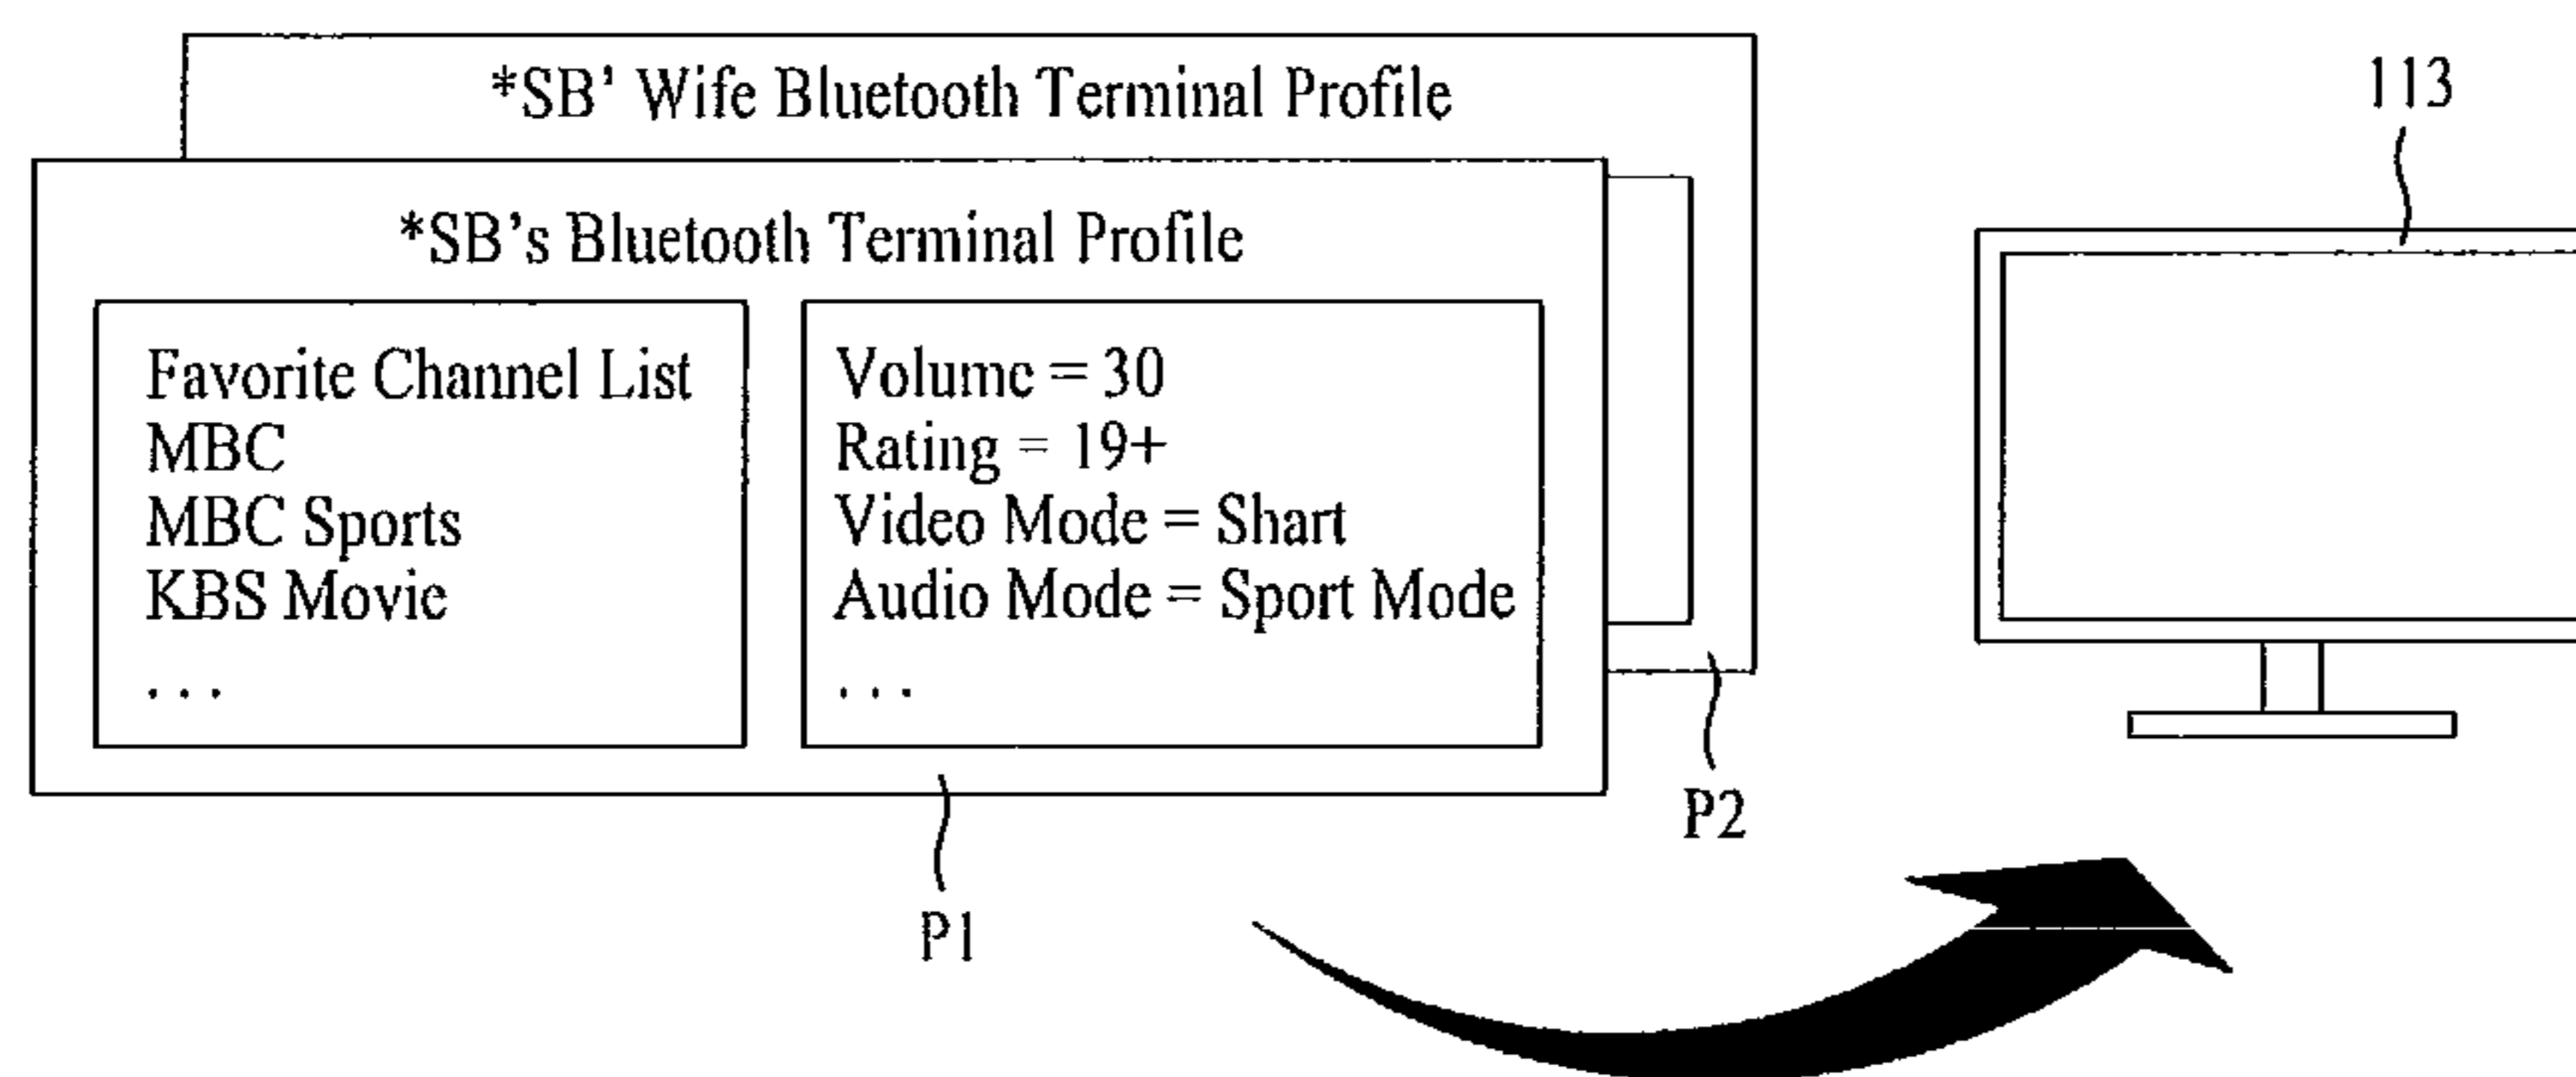 *SB' Wife Bluetooth Terminal Profile
*SB's Bluetooth Terminal Profile
Favorite Channel List
MBC
MBC Sports
KBS Movie
...
Volume = 30
Rating = 19+
Video Mode = Shart
Audio Mode = Sport Mode
...
P1
P2
113